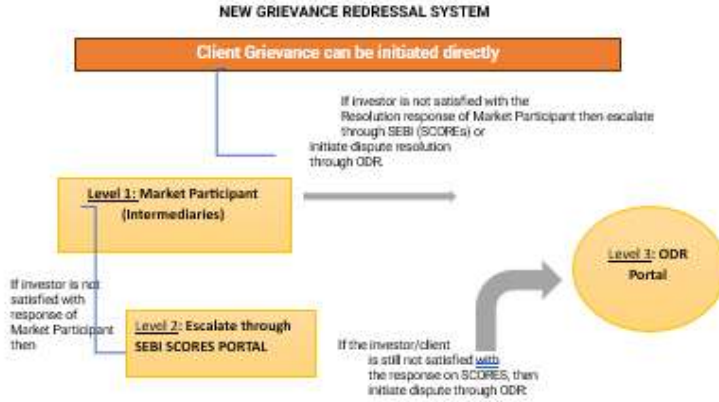 NEW GRIEVANCE REDRESSAL SYSTEM
Client Grievance can be initiated directly
If investor is not satisfied with the
Resolution response of Market Participant then escalate
through SEBI (SCOREs) or
initiate dispute resolution
through ODR.
Level 1: Market Participant
(Intermediaries)
Level 3: ODR
Portal
If investor is not
satisfied with
response of
Market Participant
then
Level 2: Escalate through
SEBI SCORES PORTAL
If the investor/client
is still not satisfied with
the response on SCORES, then
initiate dispute through ODR